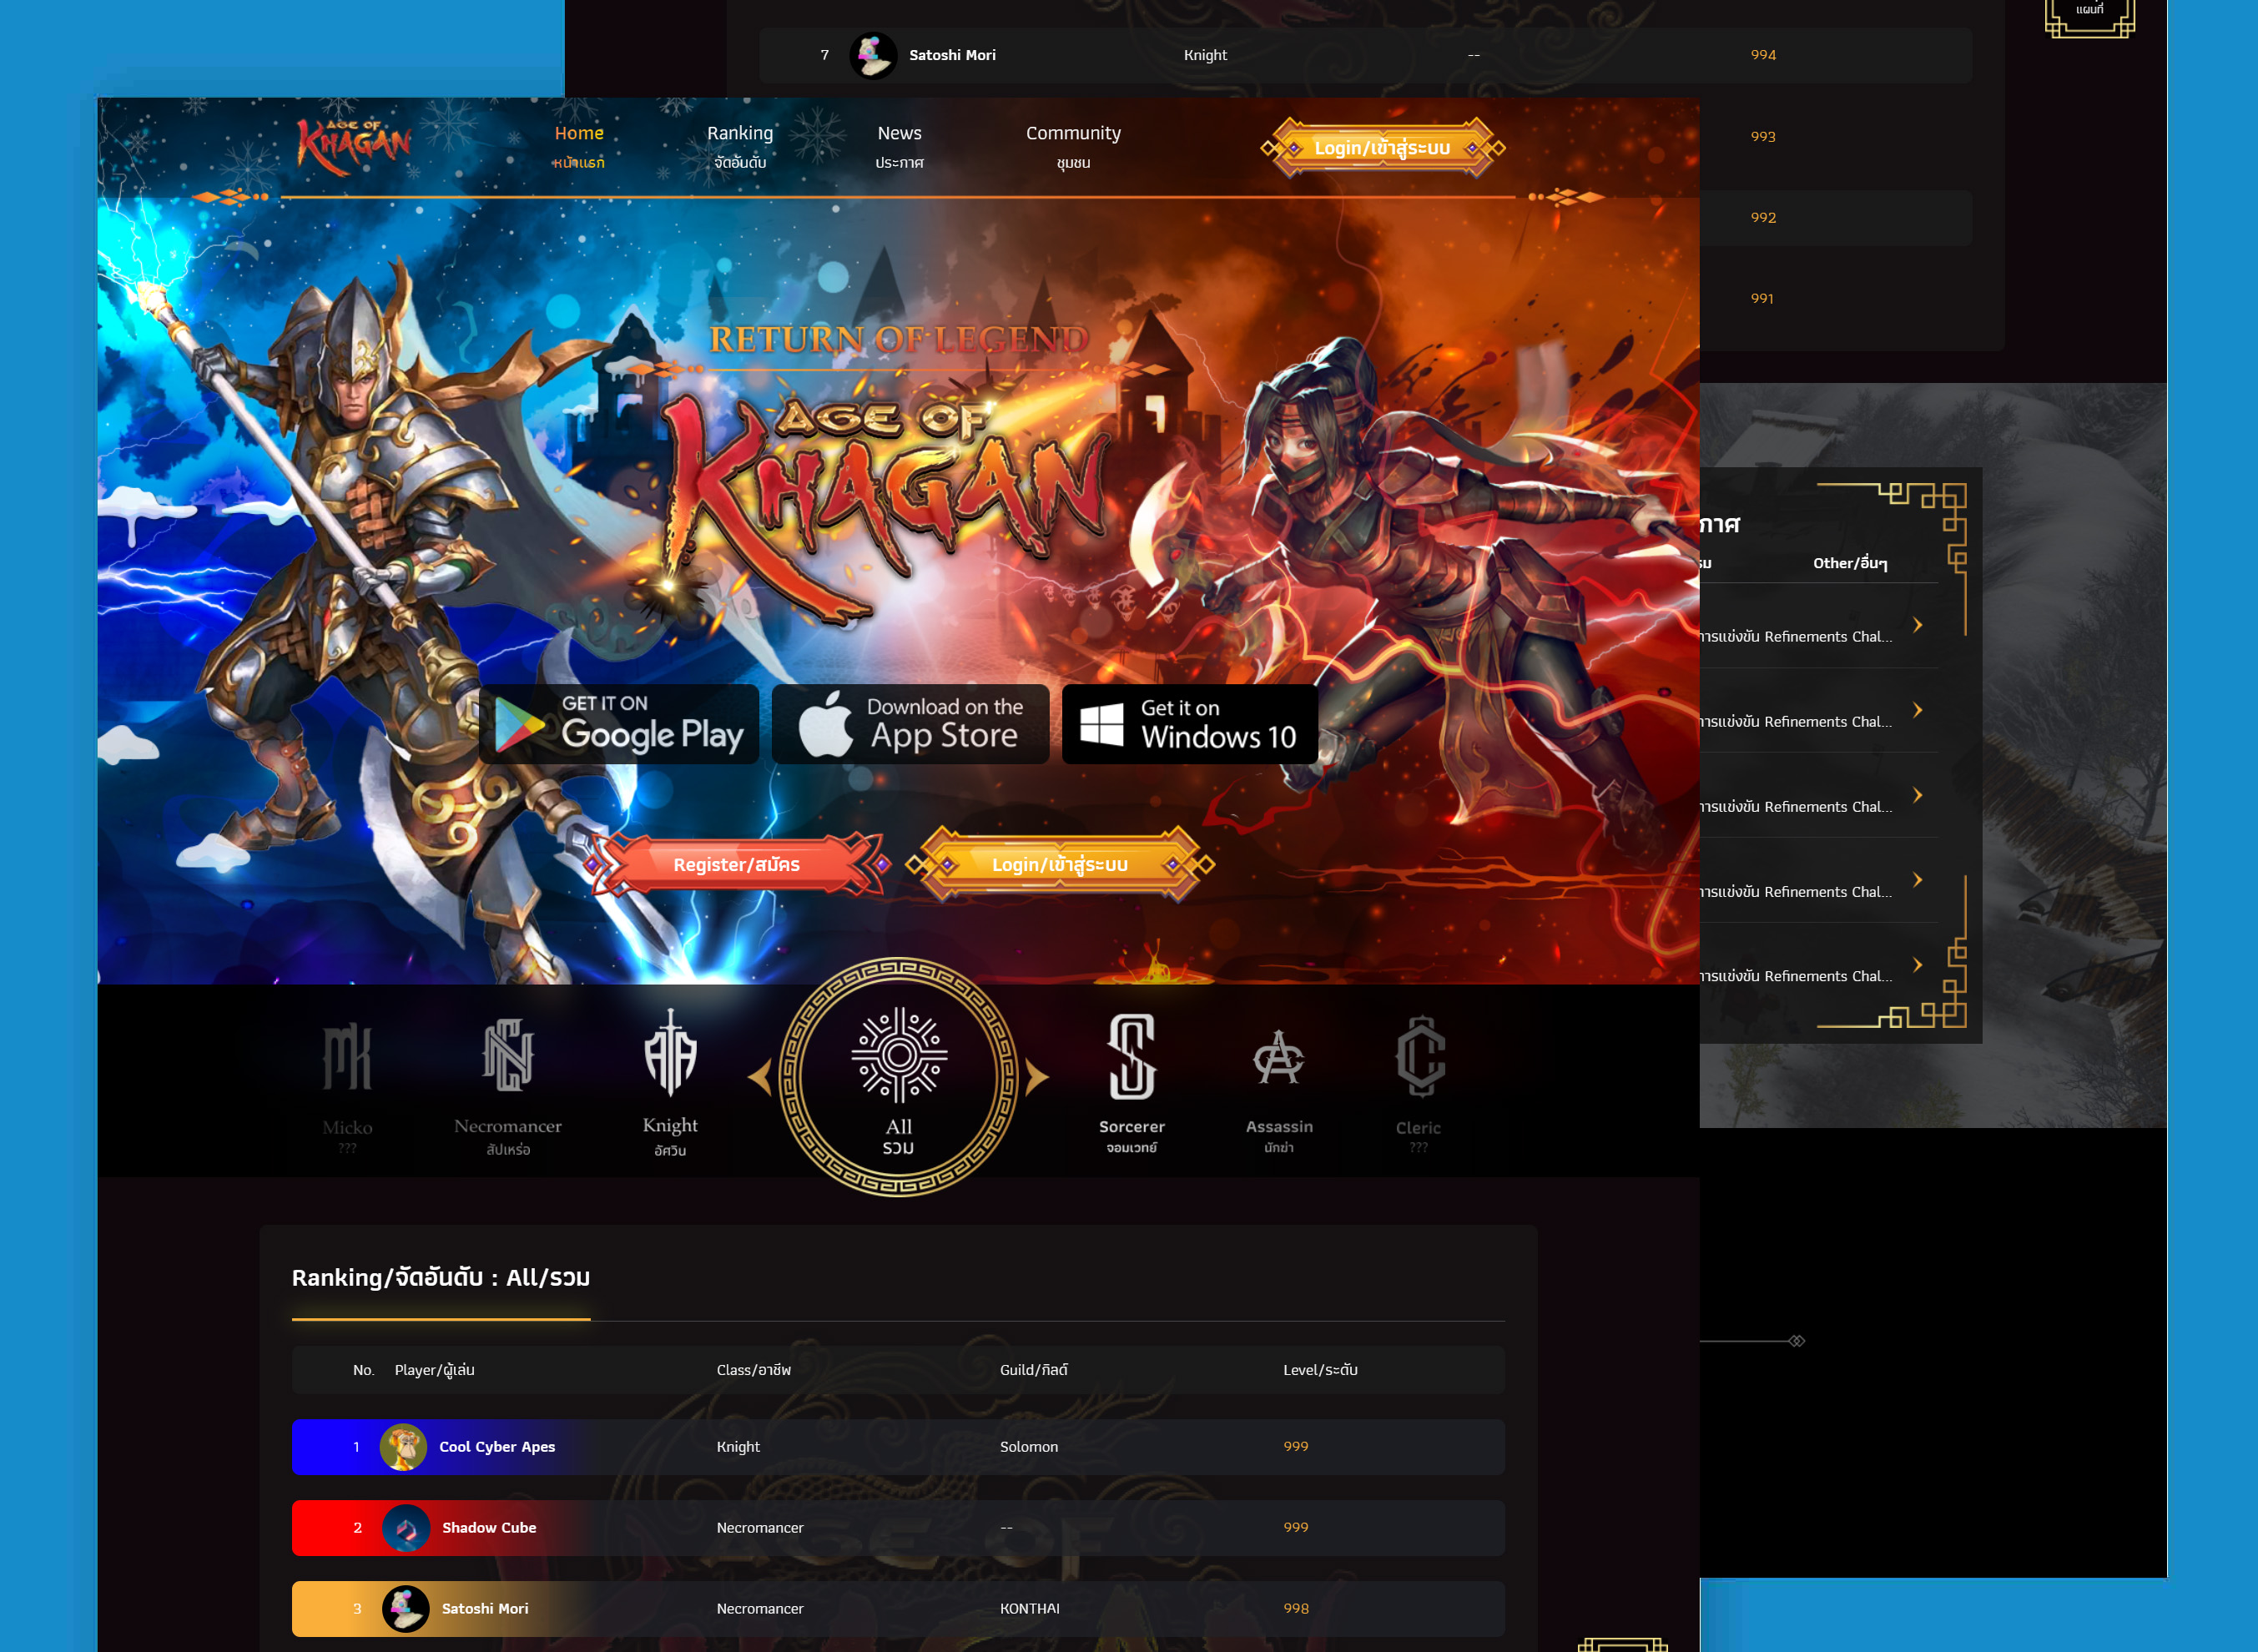 แผนที่
7 Satoshi Mori Knight -- 994
993
992
991
AGE OF
KHAGAN
Home
หน้าแรก
Ranking
จัดอันดับ
News
ประกาศ
Community
ชุมชน
Login/เข้าสู่ระบบ
RETURN OF LEGEND
AGE OF
KHAGAN
GET IT ON
Google Play
Download on the
App Store
Get it on
Windows 10
Register/สมัคร
Login/เข้าสู่ระบบ
กาศ
Other/อื่นๆ
การแข่งขัน Refinements Chal...
การแข่งขัน Refinements Chal...
การแข่งขัน Refinements Chal...
การแข่งขัน Refinements Chal...
การแข่งขัน Refinements Chal...
Micko
???
Necromancer
สัปเหร่อ
Knight
อัศวิน
All
รวม
Sorcerer
จอมเวทย์
Assassin
นักฆ่า
Cleric
???
Ranking/จัดอันดับ : All/รวม
No. Player/ผู้เล่น Class/อาชีพ Guild/กิลด์ Level/ระดับ
1 Cool Cyber Apes Knight Solomon 999
2 Shadow Cube Necromancer -- 999
3 Satoshi Mori Necromancer KONTHAI 998
AGE OF